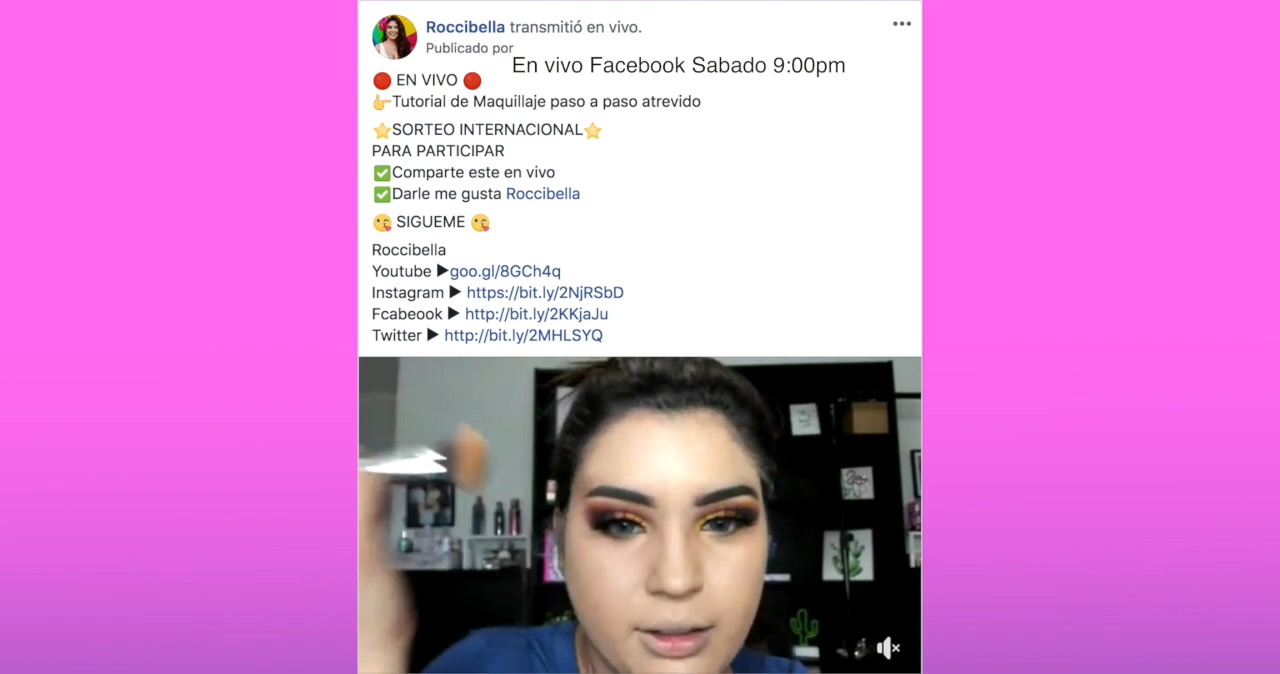 Roccibella transmitió en vivo.
Publicado por
En vivo Facebook Sabado 9:00pm
🔴 EN VIVO 🔴
👉Tutorial de Maquillaje paso a paso atrevido
⭐SORTEO INTERNACIONAL⭐
PARA PARTICIPAR
✅Comparte este en vivo
✅Darle me gusta Roccibella
😘 SIGUEME 😘
Roccibella
Youtube ▶goo.gl/8GCh4q
Instagram ▶ https://bit.ly/2NjRSbD
Fcabeook ▶ http://bit.ly/2KKjaJu
Twitter ▶ http://bit.ly/2MHLSYQ